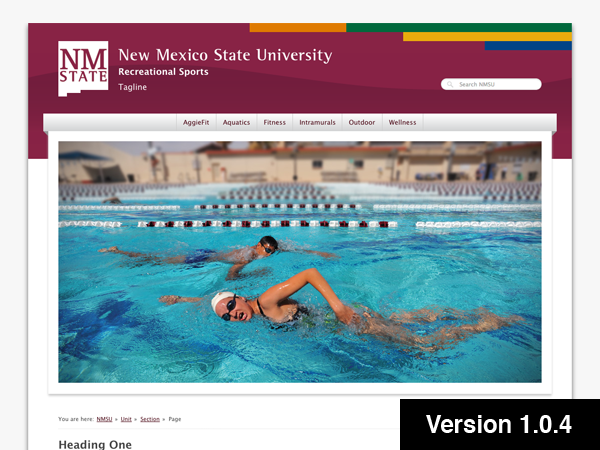 NM
STATE
New Mexico State University
Recreational Sports
Tagline
Search NMSU
AggieFit Aquatics Fitness Intramurals Outdoor Wellness
You are here: NMSU » Unit » Section » Page
Version 1.0.4
Heading One